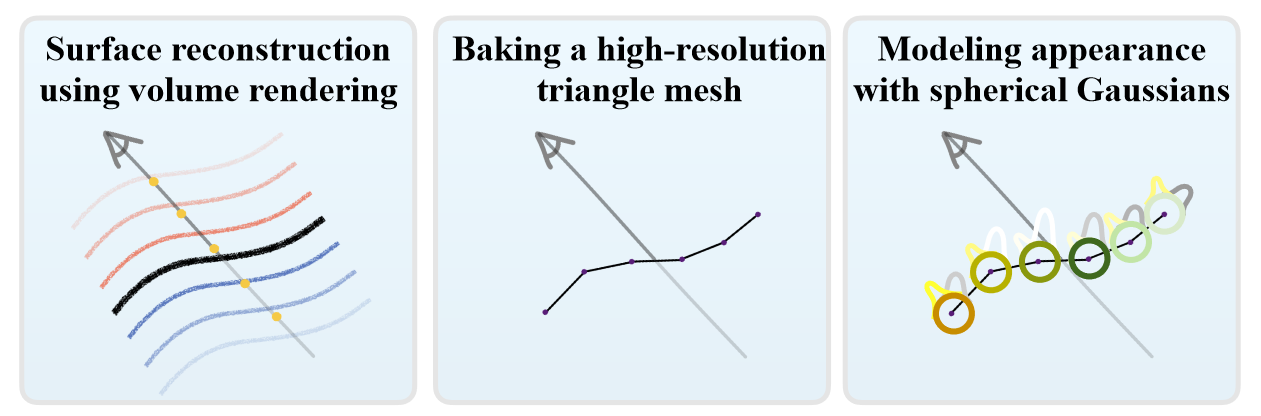 Surface reconstruction
using volume rendering
Baking a high-resolution
triangle mesh
Modeling appearance
with spherical Gaussians